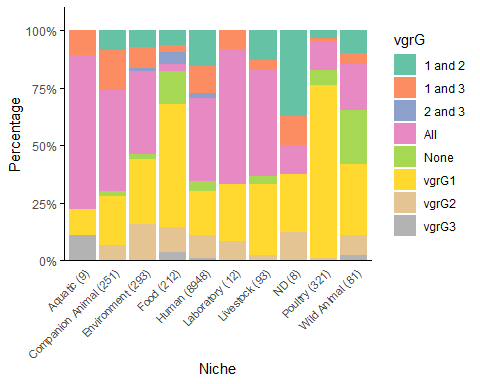 100%
75%
50%
25%
0%
Percentage
Aquatic (9)
Companion Animal (251)
Environment (293)
Food (212)
Human (8948)
Laboratory (12)
Livestock (93)
ND (8)
Poultry (321)
Wild Animal (81)
Niche
vgrG
1 and 2
1 and 3
2 and 3
All
None
vgrG1
vgrG2
vgrG3